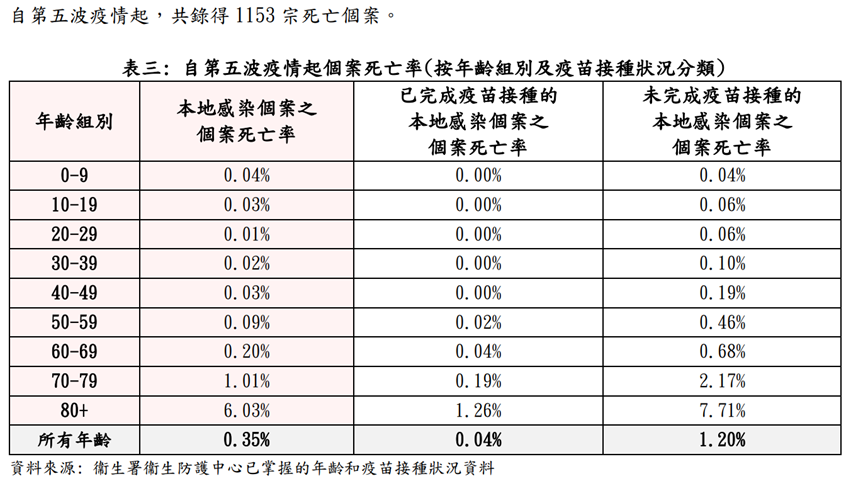 自第五波疫情起，共錄得 1153 宗死亡個案。
表三: 自第五波疫情起個案死亡率(按年齡組別及疫苗接種狀況分類)
年齡組別 本地感染個案之個案死亡率 已完成疫苗接種的本地感染個案之個案死亡率 未完成疫苗接種的本地感染個案之個案死亡率
0-9 0.04% 0.00% 0.04%
10-19 0.03% 0.00% 0.06%
20-29 0.01% 0.00% 0.06%
30-39 0.02% 0.00% 0.10%
40-49 0.03% 0.00% 0.19%
50-59 0.09% 0.02% 0.46%
60-69 0.20% 0.04% 0.68%
70-79 1.01% 0.19% 2.17%
80+ 6.03% 1.26% 7.71%
所有年齡 0.35% 0.04% 1.20%
資料來源: 衞生署衞生防護中心已掌握的年齡和疫苗接種狀況資料